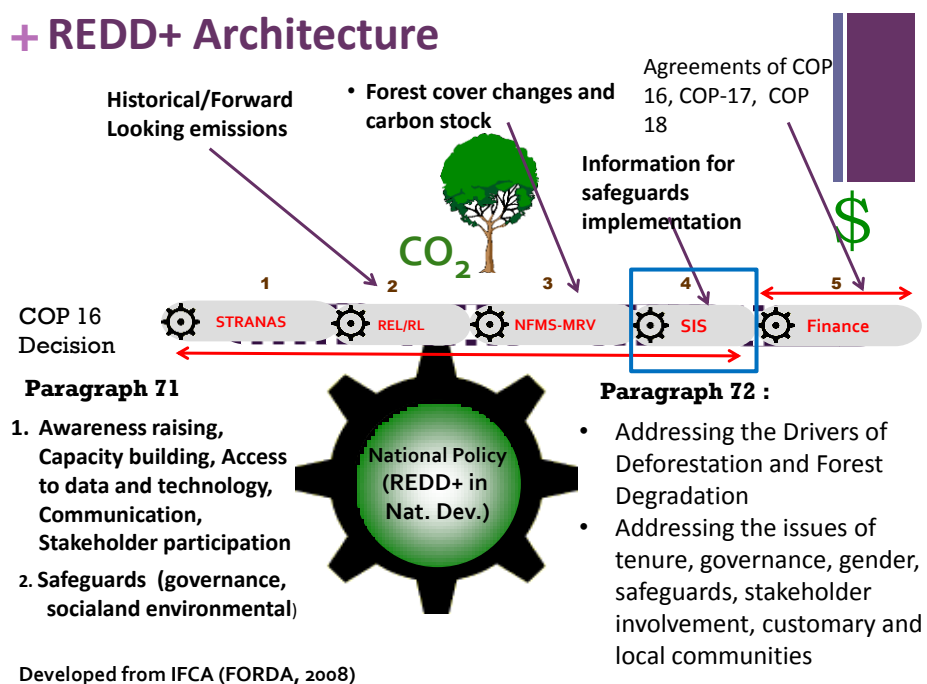 + REDD+ Architecture
Historical/Forward
Looking emissions
• Forest cover changes and
carbon stock
Agreements of COP
16, COP-17, COP
18
Information for
safeguards
implementation
$
CO₂
1
2
3
4
5
COP 16
Decision
STRANAS
REL/RL
NFMS-MRV
SIS
Finance
Paragraph 71
1. Awareness raising,
Capacity building, Access
to data and technology,
Communication,
Stakeholder participation
2. Safeguards (governance,
socialand environmental)
National Policy
(REDD+ in
Nat. Dev.)
Paragraph 72 :
• Addressing the Drivers of
Deforestation and Forest
Degradation
• Addressing the issues of
tenure, governance, gender,
safeguards, stakeholder
involvement, customary and
local communities
Developed from IFCA (FORDA, 2008)